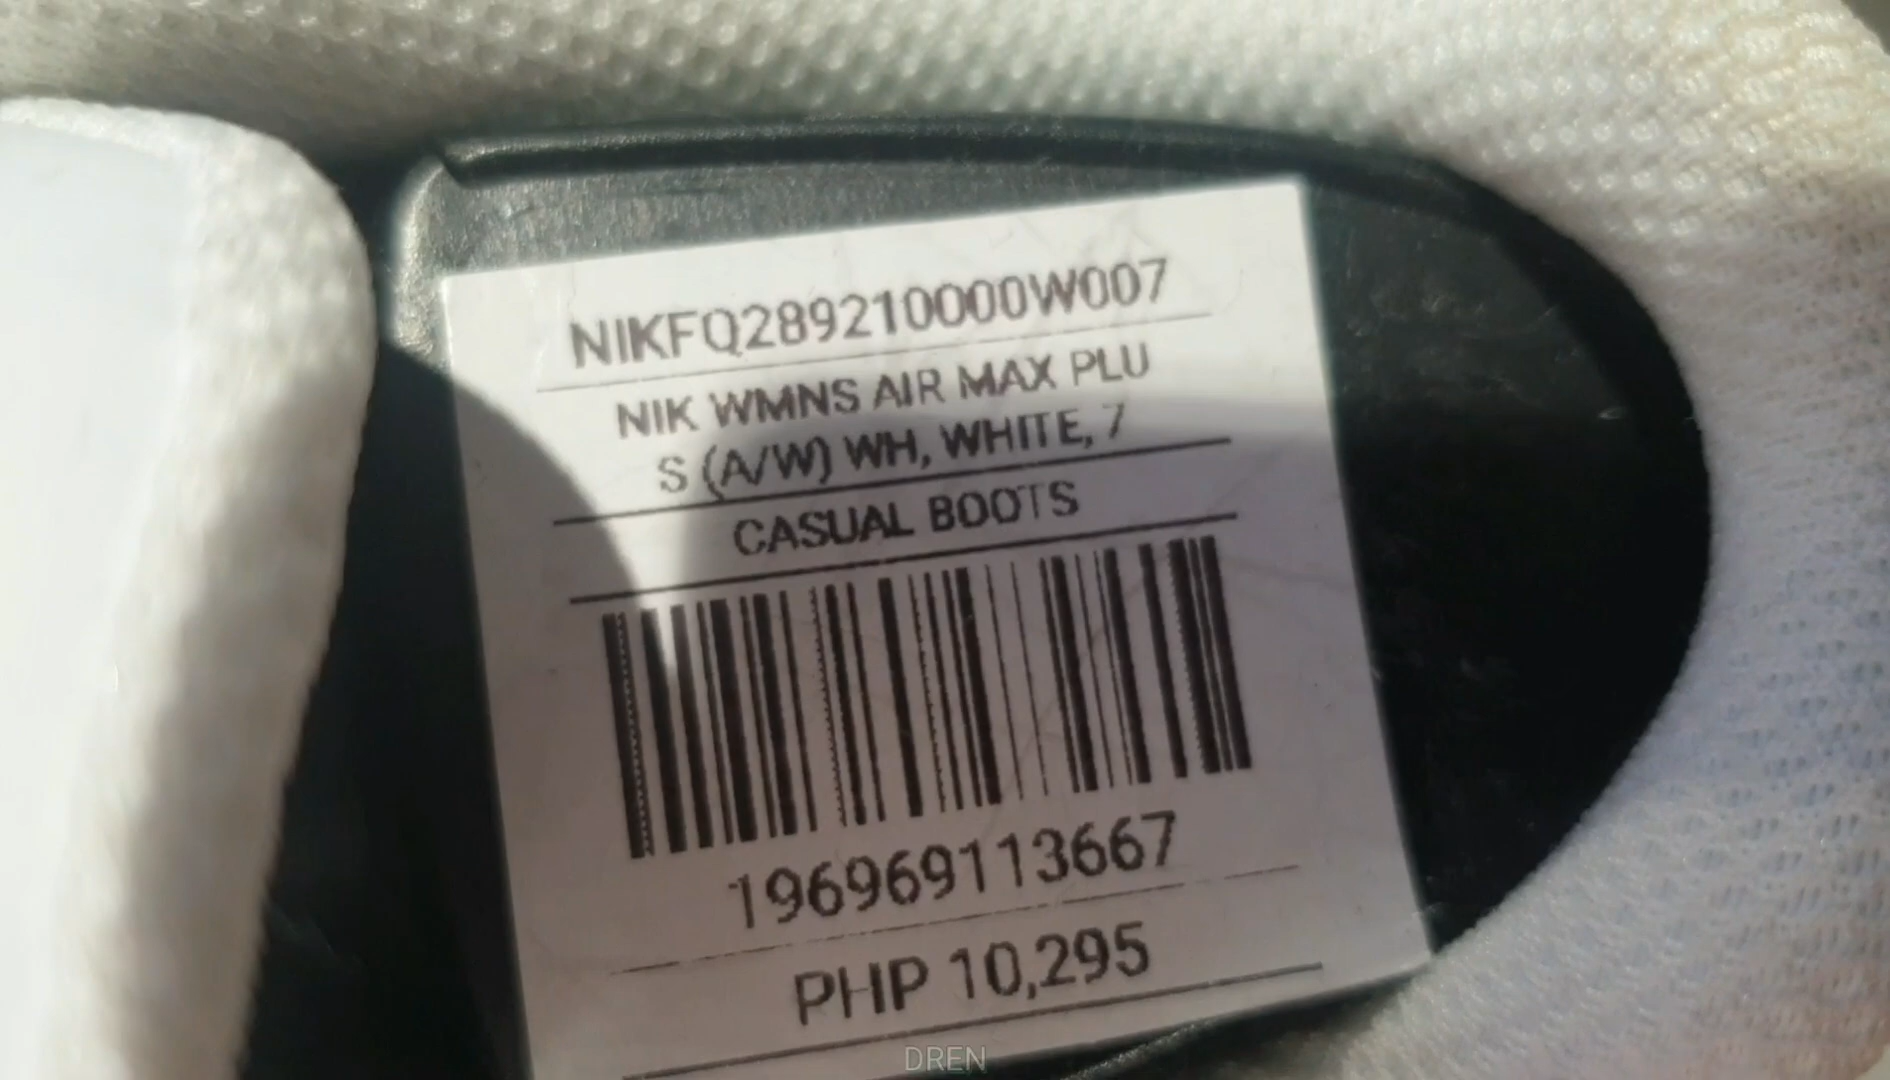 NIKFQ289210000W007
NIK WMNS AIR MAX PLU
S (A/W) WH, WHITE, 7
CASUAL BOOTS
196969113667
PHP 10,295
DREN